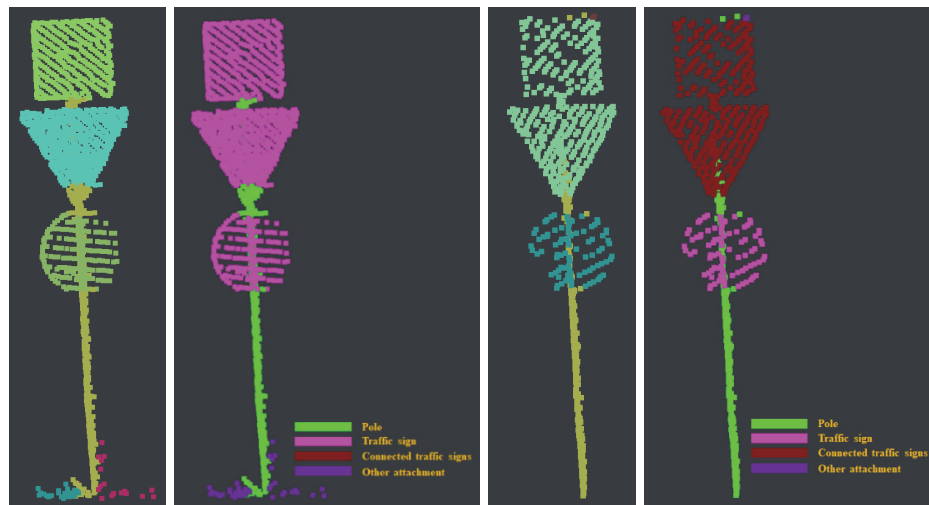 Pole
Traffic sign
Connected traffic signs
Other attachment
Pole
Traffic sign
Connected traffic signs
Other attachment